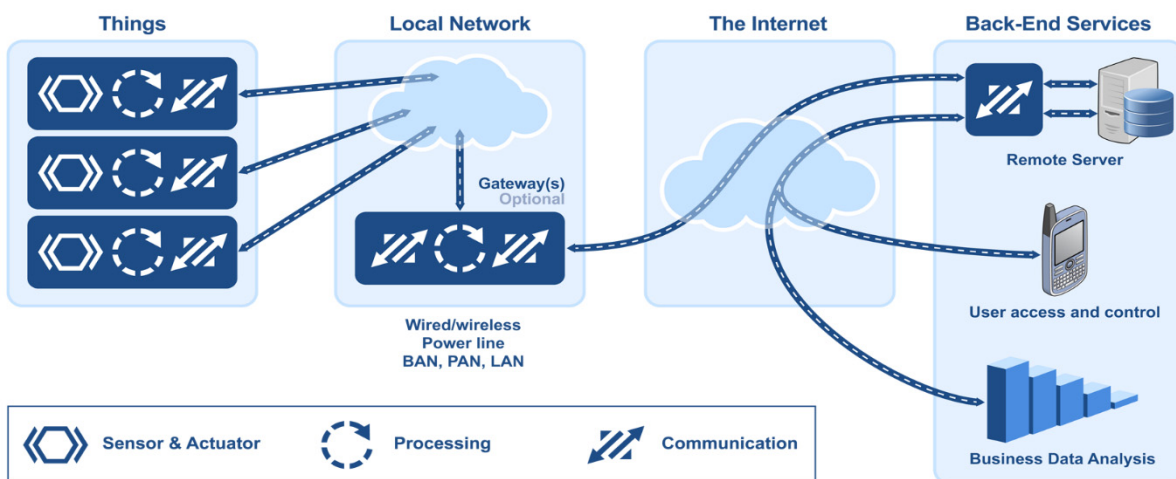 Things
Local Network
The Internet
Back-End Services
Gateway(s)
Optional
Wired/wireless
Power line
BAN, PAN, LAN
Remote Server
User access and control
Business Data Analysis
Sensor & Actuator
Processing
Communication